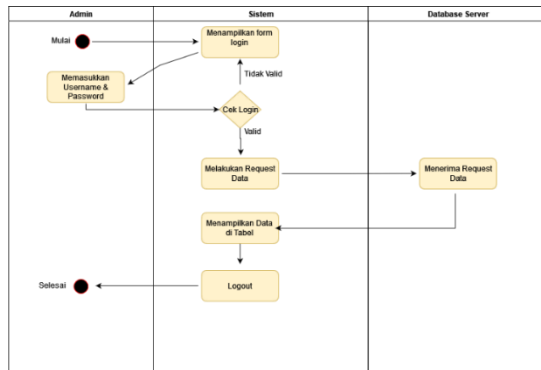 Admin
Sistem
Database Server
Mulai
Menampilkan form
login
Memasukkan
Username &
Password
Tidak Valid
Cek Login
Valid
Melakukan Request
Data
Menerima Request
Data
Menampilkan Data
di Tabel
Selesai
Logout